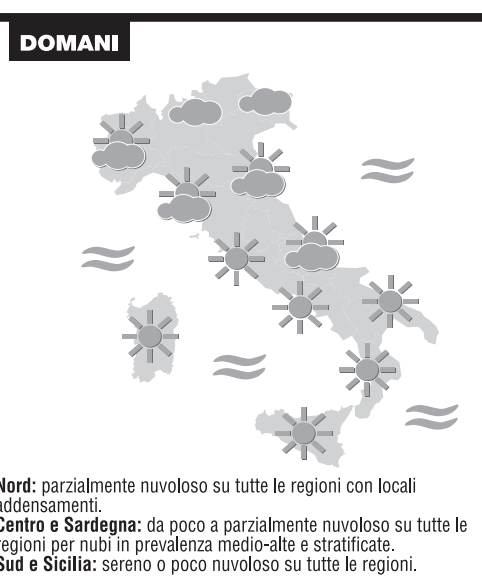 DOMANI
Nord: parzialmente nuvoloso su tutte le regioni con locali
addensamenti.
Centro e Sardegna: da poco a parzialmente nuvoloso su tutte le
regioni per nubi in prevalenza medio-alte e stratificate.
Sud e Sicilia: sereno o poco nuvoloso su tutte le regioni.